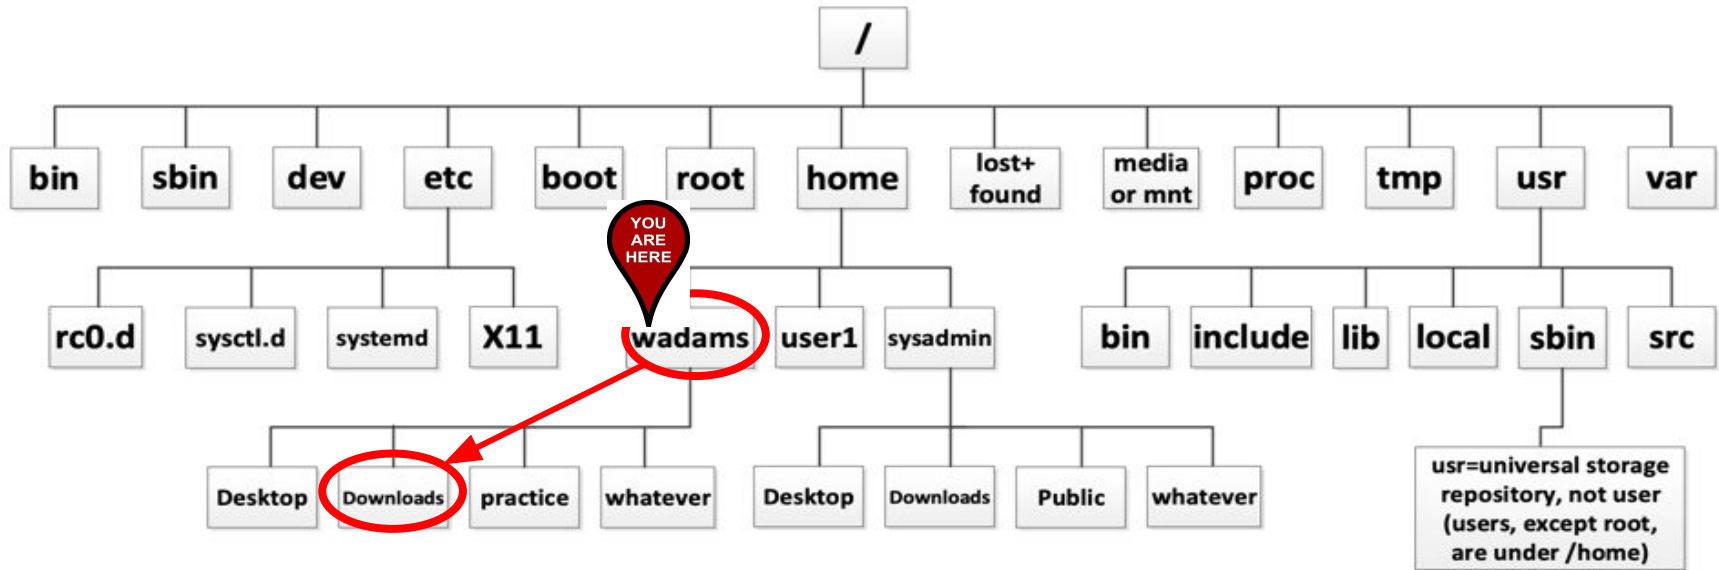 /
bin
sbin
dev
etc
boot
root
home
lost+
found
media
or mnt
proc
tmp
usr
var
YOU
ARE
HERE
rc0.d
sysctl.d
systemd
X11
wadams
user1
sysadmin
bin
include
lib
local
sbin
src
Desktop
Downloads
practice
whatever
Desktop
Downloads
Public
whatever
usr=universal storage
repository, not user
(users, except root,
are under /home)